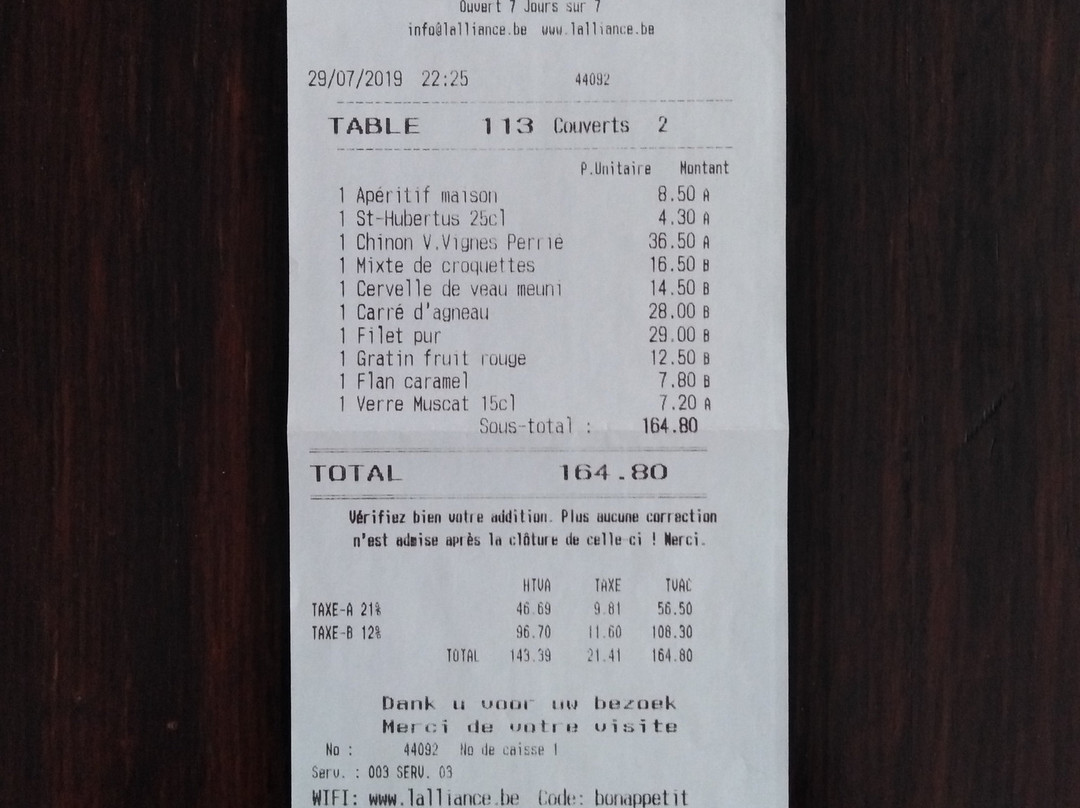 Ouvert 7 Jours sur 7
info@lalliance.be www.lalliance.be
29/07/2019 22:25 44092
TABLE 113 Couverts 2
P.Unitaire Montant
1 Apéritif maison 8.50 A
1 St-Hubertus 25cl 4.30 A
1 Chinon V.Vignes Perrie 36.50 A
1 Mixte de croquettes 16.50 B
1 Cervelle de veau meuni 14.50 B
1 Carré d'agneau 28.00 B
1 Filet pur 29.00 B
1 Gratin fruit rouge 12.50 B
1 Flan caramel 7.80 B
1 Verre Muscat 15cl 7.20 A
Sous-total : 164.80
TOTAL 164.80
Vérifiez bien votre addition. Plus aucune correction
n'est admise après la clôture de celle ci ! Merci.
HTVA TAXE TVAC
TAXE-A 21% 46.69 9.81 56.50
TAXE-B 12% 96.70 11.60 108.30
TOTAL 143.39 21.41 164.80
Dank u voor uw bezoek
Merci de votre visite
No : 44092 No de caisse 1
Serv. : 003 SERV. 03
WIFI: www.lalliance.be Code: bonappetit